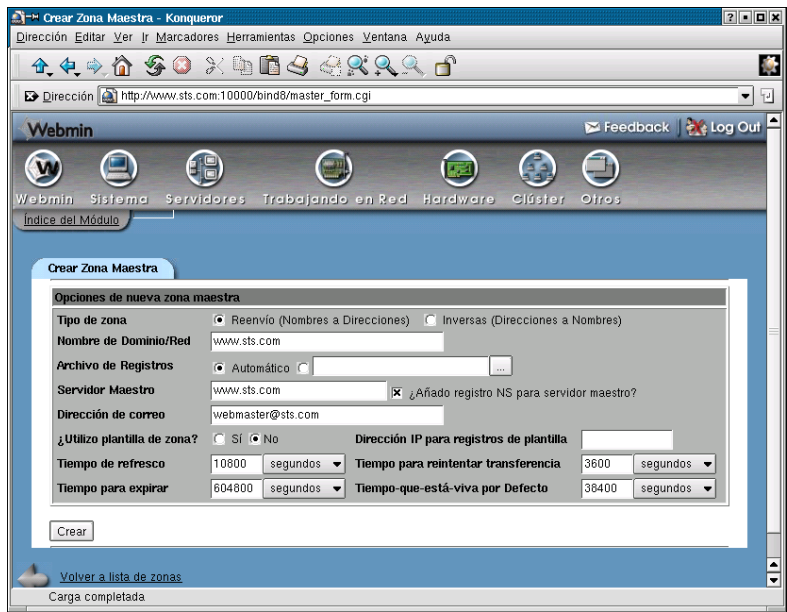 Crear Zona Maestra - Konqueror
Dirección Editar Ver Ir Marcadores Herramientas Opciones Ventana Ayuda
Dirección http://www.sts.com:10000/bind8/master_form.cgi
Webmin Feedback Log Out
Webmin Sistema Servidores Trabajando en Red Hardware Clúster Otros
Índice del Módulo
Crear Zona Maestra
Opciones de nueva zona maestra
Tipo de zona Reenvío (Nombres a Direcciones) Inversas (Direcciones a Nombres)
Nombre de Dominio/Red www.sts.com
Archivo de Registros Automático ...
Servidor Maestro www.sts.com ¿Añado registro NS para servidor maestro?
Dirección de correo webmaster@sts.com
¿Utilizo plantilla de zona? Sí No Dirección IP para registros de plantilla
Tiempo de refresco 10800 segundos Tiempo para reintentar transferencia 3600 segundos
Tiempo para expirar 604800 segundos Tiempo-que-está-viva por Defecto 38400 segundos
Crear
Volver a lista de zonas
Carga completada